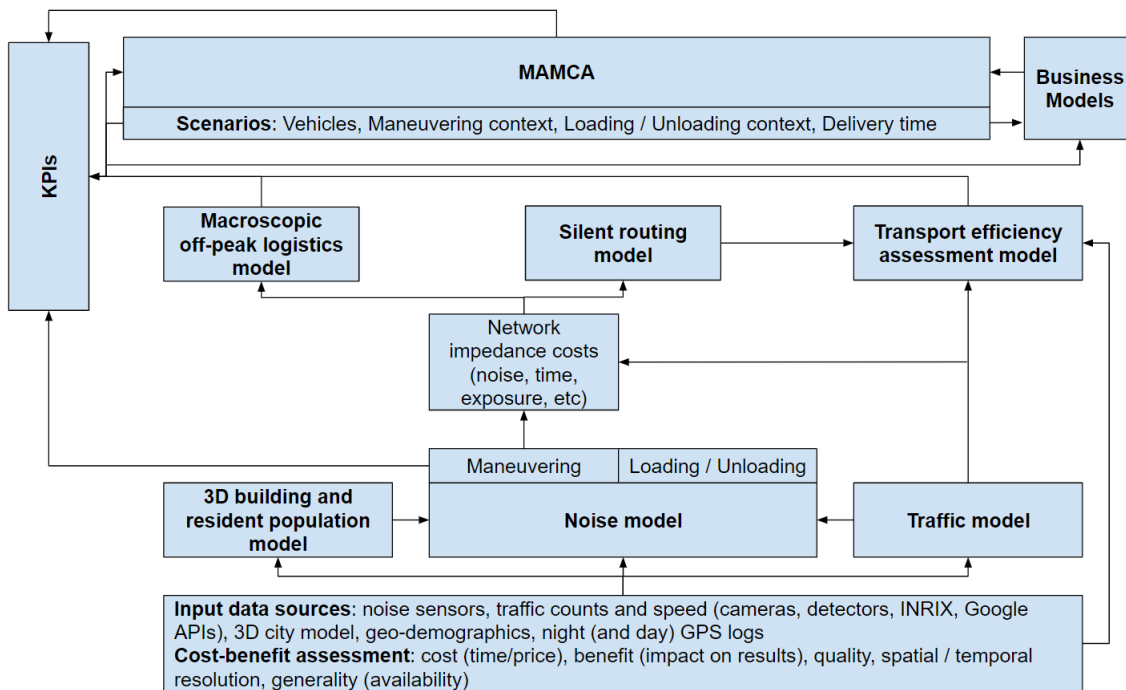 MAMCA
Business
Models
Scenarios: Vehicles, Maneuvering context, Loading / Unloading context, Delivery time
KPIs
Macroscopic
off-peak logistics
model
Silent routing
model
Transport efficiency
assessment model
Network
impedance costs
(noise, time,
exposure, etc)
Maneuvering
Loading / Unloading
3D building and
resident population
model
Noise model
Traffic model
Input data sources: noise sensors, traffic counts and speed (cameras, detectors, INRIX, Google
APIs), 3D city model, geo-demographics, night (and day) GPS logs
Cost-benefit assessment: cost (time/price), benefit (impact on results), quality, spatial / temporal
resolution, generality (availability)